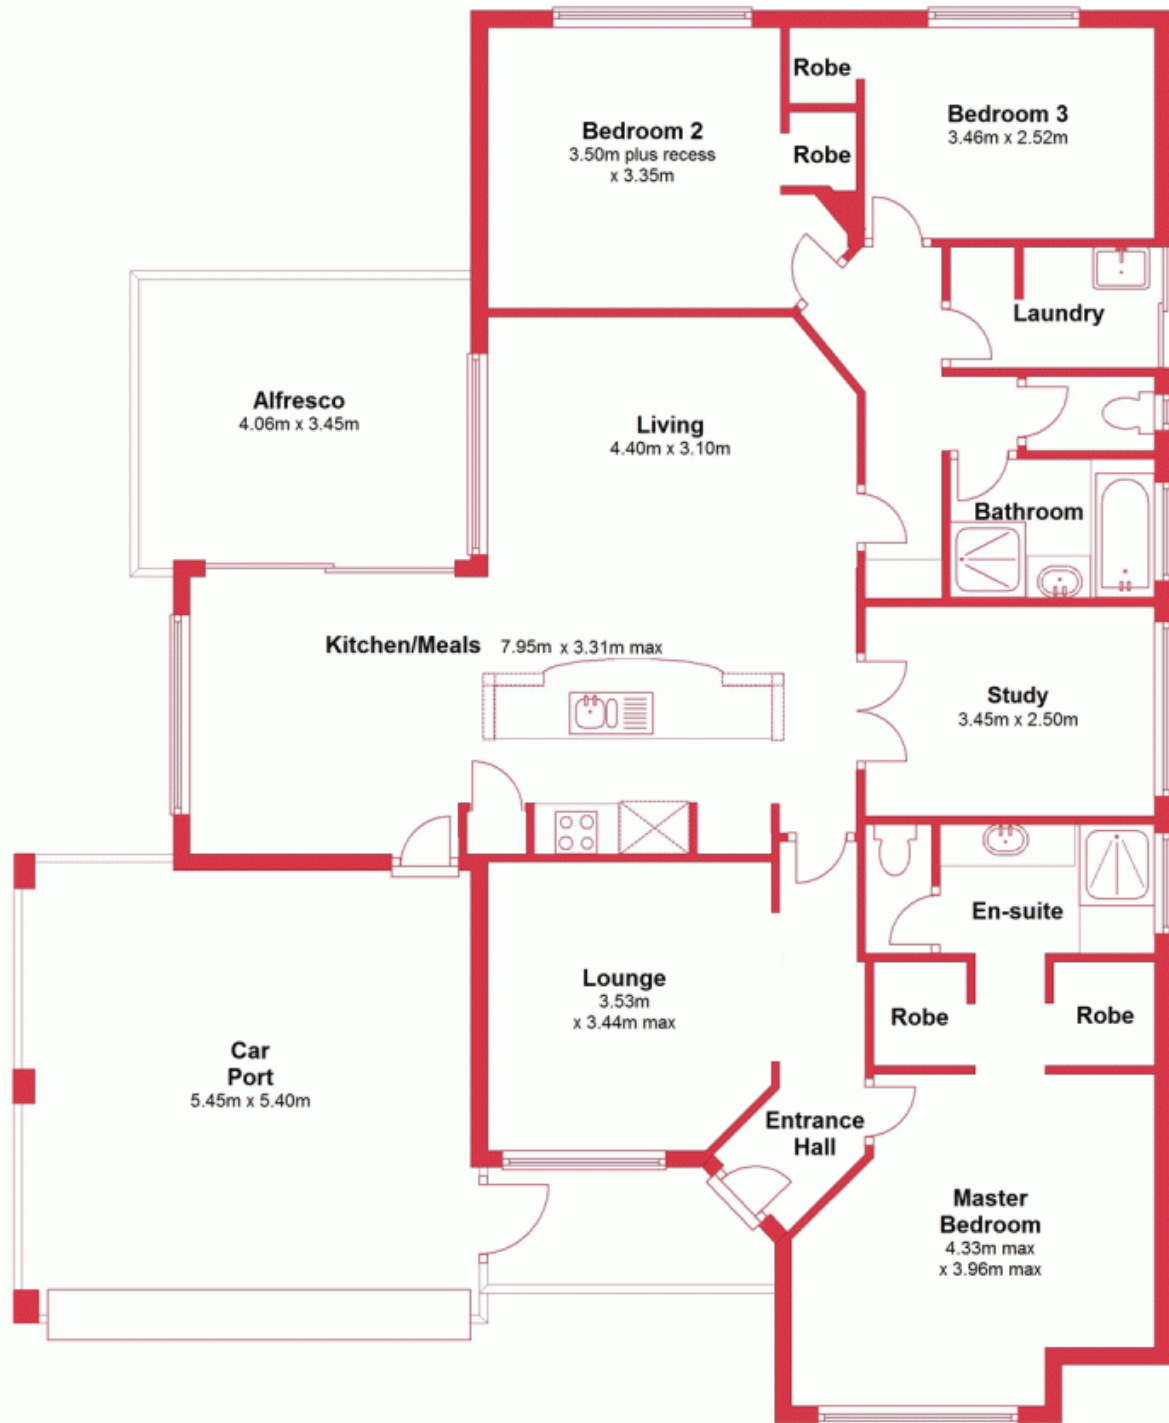 Bedroom 2
3.50m plus recess
x 3.35m
Robe
Robe
Bedroom 3
3.46m x 2.52m
Laundry
Alfresco
4.06m x 3.45m
Living
4.40m x 3.10m
Bathroom
Kitchen/Meals 7.95m x 3.31m max
Study
3.45m x 2.50m
En-suite
Lounge
3.53m
x 3.44m max
Robe
Robe
Car
Port
5.45m x 5.40m
Entrance
Hall
Master
Bedroom
4.33m max
x 3.96m max